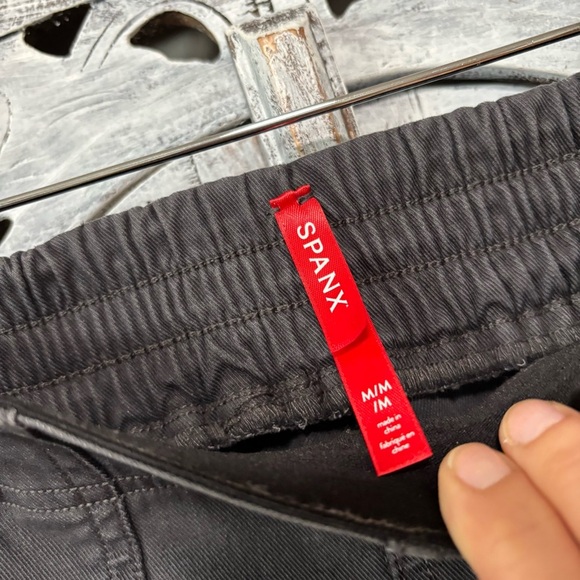 SPANX
M/M
/M
made in
china
fabriqué en
chine